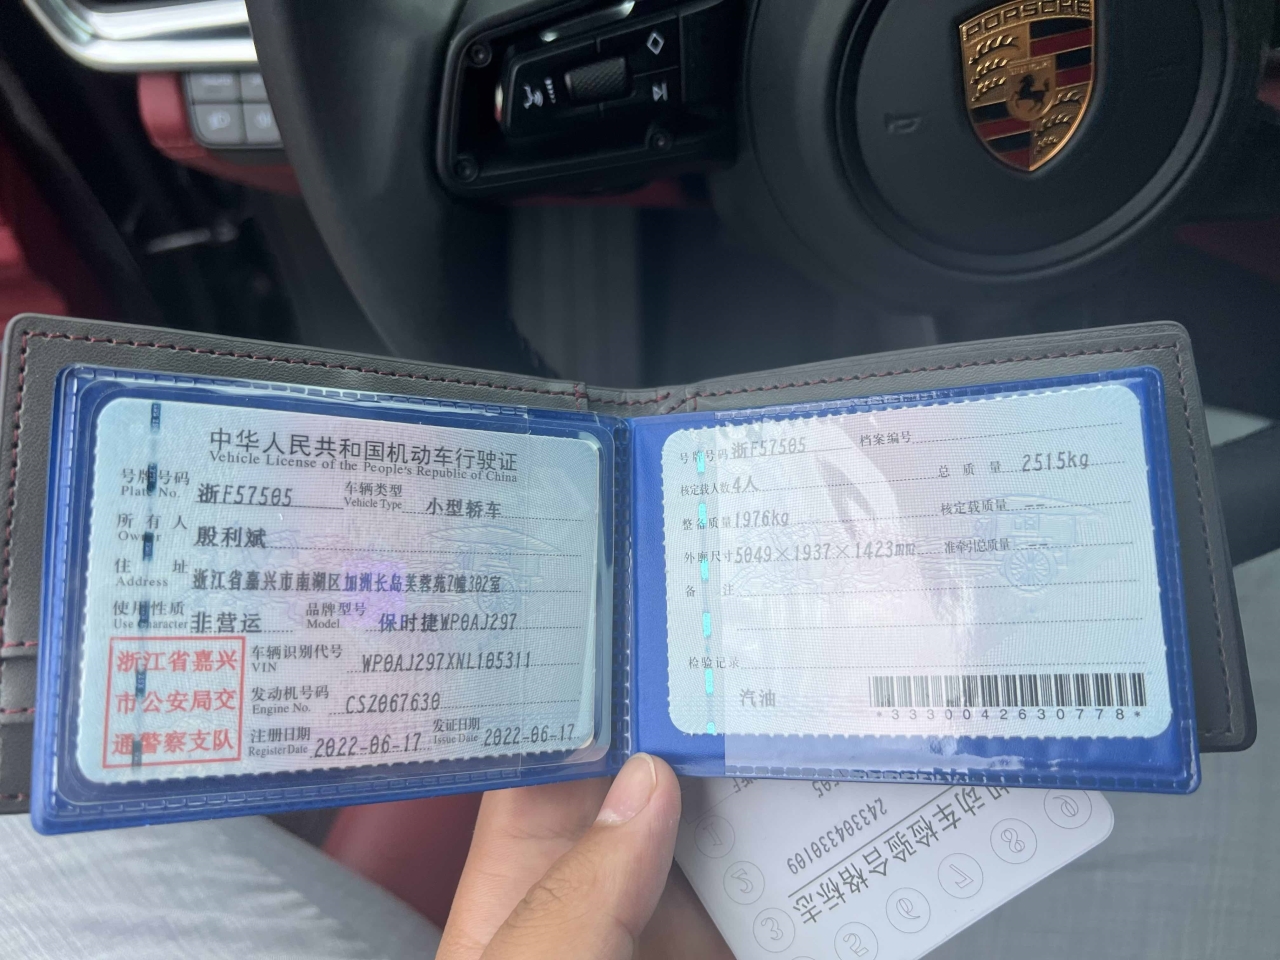 PORSCHE
中华人民共和国机动车行驶证
Vehicle License of the People's Republic of China
号牌号码 浙F57505 车辆类型 小型轿车
Plate No. Vehicle Type
所有人 殷利斌
Owner
住址 浙江省嘉兴市南湖区加洲长岛芙蓉苑7幢302室
Address
使用性质 非营运 品牌型号 保时捷WP0AJ297
Use Character Model
浙江省嘉兴
市公安局交
通警察支队
车辆识别代号 WP0AJ297XNL105311
VIN
发动机号码 CSZ067630
Engine No.
注册日期 2022-06-17 发证日期 2022-06-17
Register Date Issue Date
号牌号码 浙F57505 档案编号
核定载人数 4人 总质量 2515kg
整备质量 1976kg 核定载质量 --
外廓尺寸 5049×1937×1423mm 准牵引总质量 --
备注
检验记录
汽油
*3330042630778*
机动车检验合格标志
243304330109